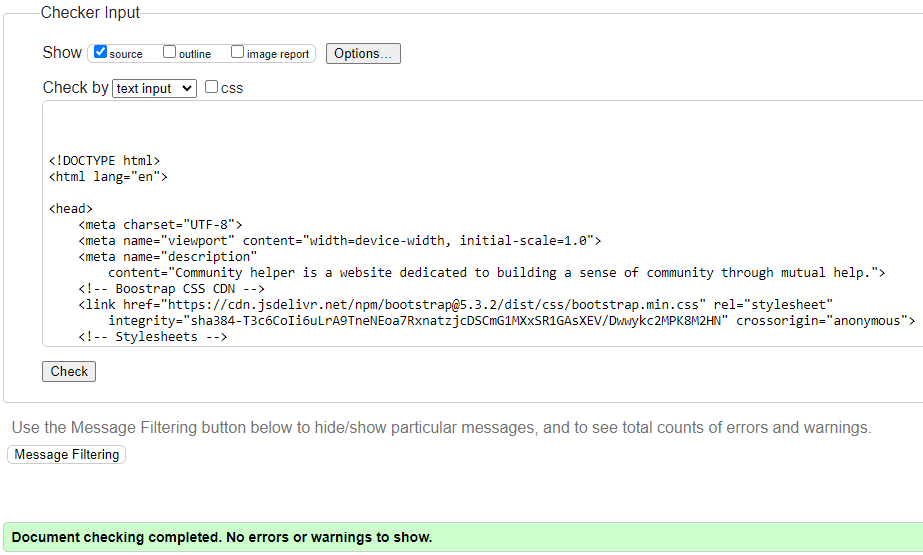 Checker Input
Show source outline image report Options...
Check by text input css
<!DOCTYPE html>
<html lang="en">
<head>
<meta charset="UTF-8">
<meta name="viewport" content="width=device-width, initial-scale=1.0">
<meta name="description"
content="Community helper is a website dedicated to building a sense of community through mutual help.">
<!-- Boostrap CSS CDN -->
<link href="https://cdn.jsdelivr.net/npm/bootstrap@5.3.2/dist/css/bootstrap.min.css" rel="stylesheet"
integrity="sha384-T3c6CoIi6uLrA9TneNEoa7RxnatzjcDSCmG1MXxSR1GAsXEV/Dwwykc2MPK8M2HN" crossorigin="anonymous">
<!-- Stylesheets -->
Check
Use the Message Filtering button below to hide/show particular messages, and to see total counts of errors and warnings.
Message Filtering
Document checking completed. No errors or warnings to show.